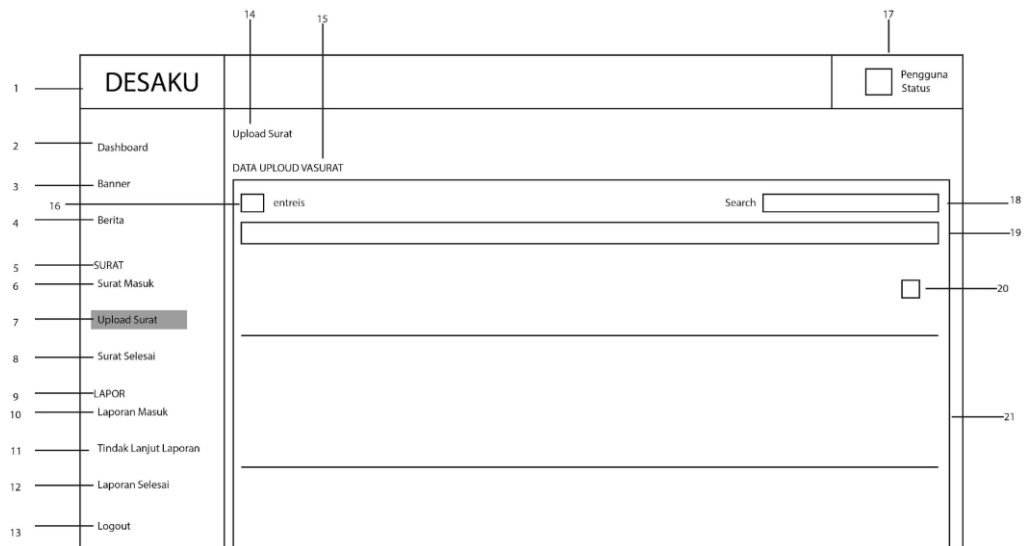 14
15
17
1
DESAKU
Pengguna
Status
Upload Surat
2
Dashboard
DATA UPLOUD VASURAT
3
Banner
16
entreis
Search
18
4
Berita
19
5
SURAT
6
Surat Masuk
20
7
Upload Surat
8
Surat Selesai
9
LAPOR
10
Laporan Masuk
21
11
Tindak Lanjut Laporan
12
Laporan Selesai
13
Logout